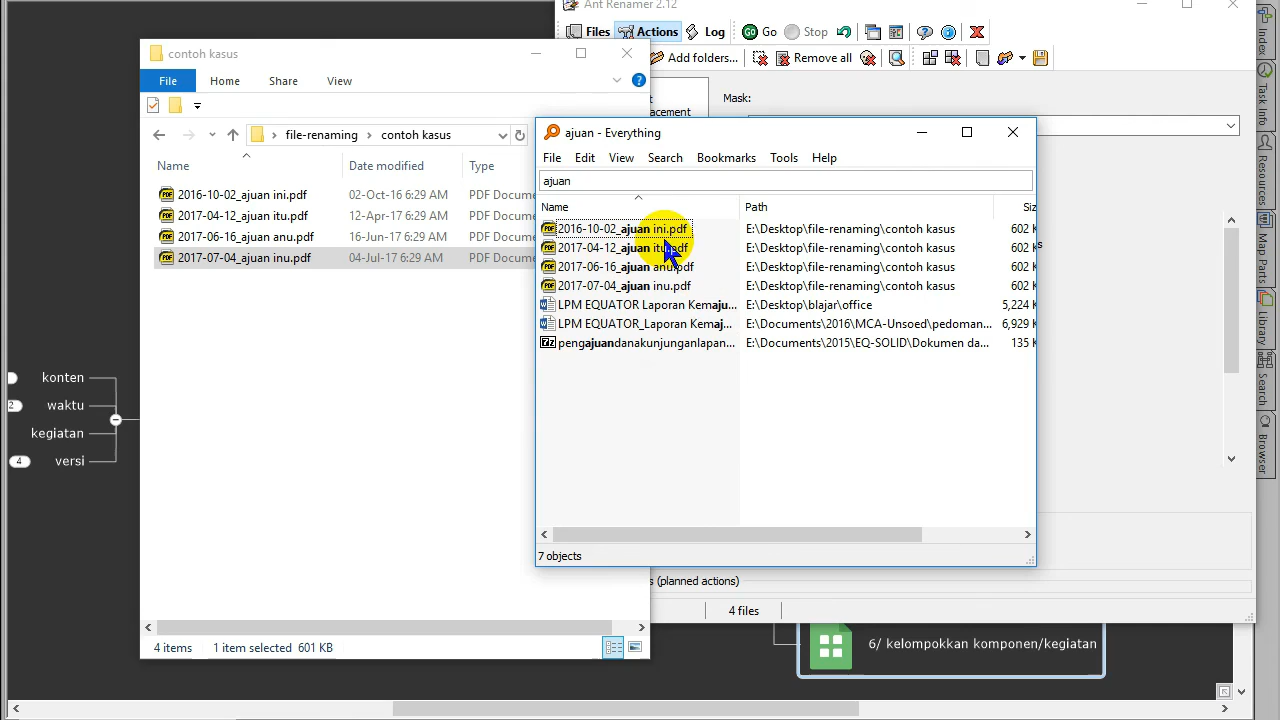 Ant Renamer 2.12
Files Actions Log Go Stop
Add folders... Remove all
Mask:
acement
contoh kasus
File Home Share View
file-renaming contoh kasus
Name Date modified Type
2016-10-02_ajuan ini.pdf 02-Oct-16 6:29 AM PDF Docume
2017-04-12_ajuan itu.pdf 12-Apr-17 6:29 AM PDF Docume
2017-06-16_ajuan anu.pdf 16-Jun-17 6:29 AM PDF Docume
2017-07-04_ajuan inu.pdf 04-Jul-17 6:29 AM PDF Docume
4 items 1 item selected 601 KB
ajuan - Everything
File Edit View Search Bookmarks Tools Help
ajuan
Name Path Siz
2016-10-02_ajuan ini.pdf E:\Desktop\file-renaming\contoh kasus 602 K
2017-04-12_ajuan itu.pdf E:\Desktop\file-renaming\contoh kasus 602 K
2017-06-16_ajuan anu.pdf E:\Desktop\file-renaming\contoh kasus 602 K
2017-07-04_ajuan inu.pdf E:\Desktop\file-renaming\contoh kasus 602 K
LPM EQUATOR Laporan Kemaju... E:\Desktop\blajar\office 5,224 K
LPM EQUATOR_Laporan Kemaj... E:\Documents\2016\MCA-Unsoed\pedoman... 6,929 K
pengajuandanakunjunganlapan... E:\Documents\2015\EQ-SOLID\Dokumen da... 135 K
7 objects
s (planned actions)
4 files
konten
2 waktu
kegiatan
4 versi
6/ kelompokkan komponen/kegiatan
Index
Task Info
Resources
Map Parts
Library
Search
Browser